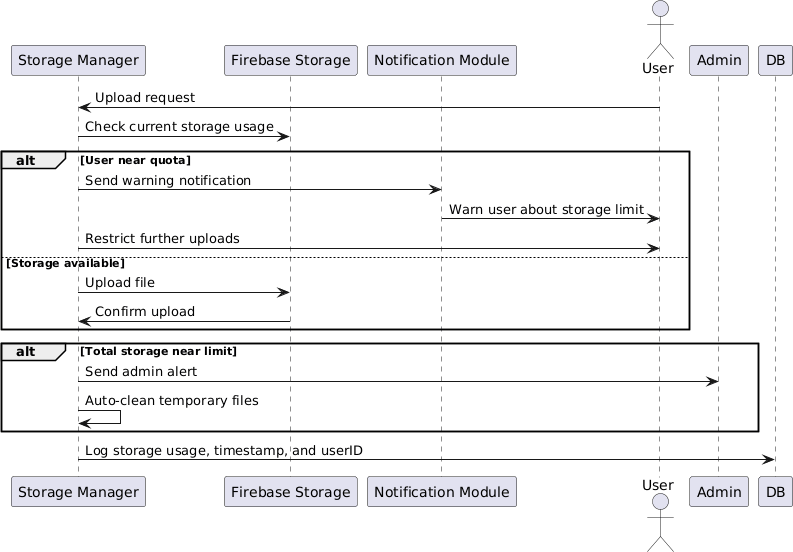 Storage Manager
Firebase Storage
Notification Module
User
Admin
DB
Upload request
Check current storage usage
alt
[User near quota]
Send warning notification
Warn user about storage limit
Restrict further uploads
[Storage available]
Upload file
Confirm upload
alt
[Total storage near limit]
Send admin alert
Auto-clean temporary files
Log storage usage, timestamp, and userID
Storage Manager
Firebase Storage
Notification Module
User
Admin
DB